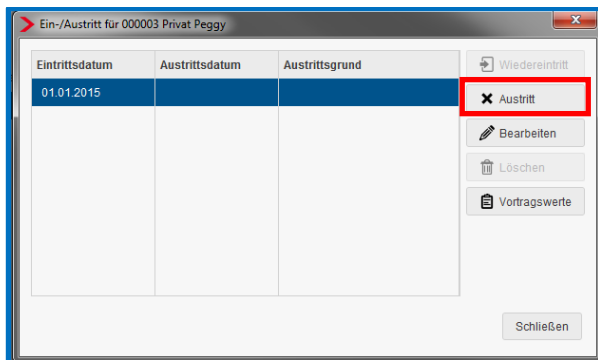 Ein-/Austritt für 000003 Privat Peggy
Eintrittsdatum Austrittsdatum Austrittsgrund
01.01.2015
Wiedereintritt
Austritt
Bearbeiten
Löschen
Vortragswerte
Schließen